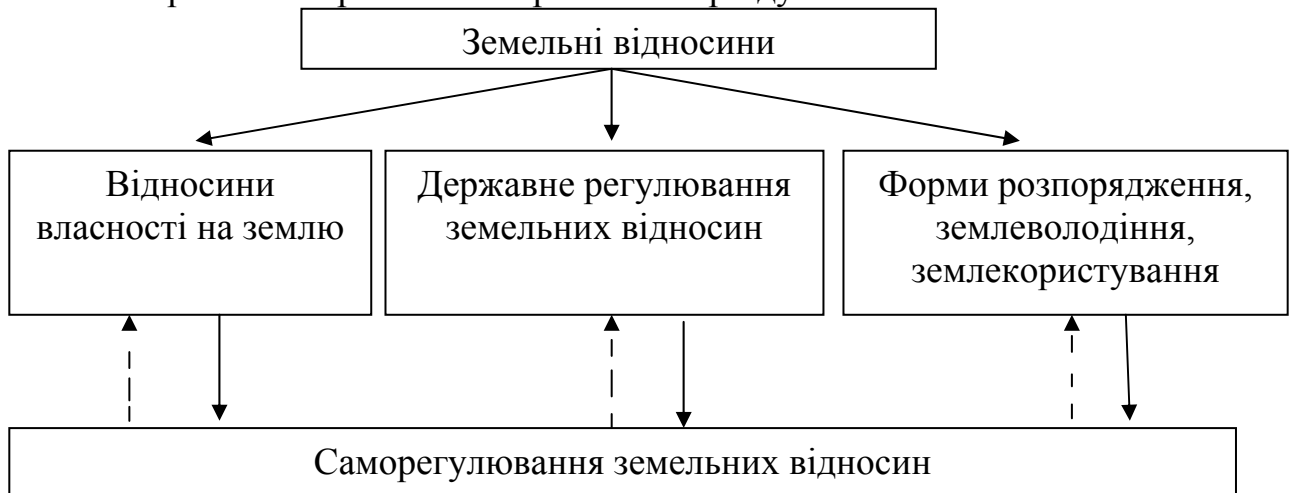 Земельні відносини
Відносини
власності на землю
Державне регулювання
земельних відносин
Форми розпорядження,
землеволодіння,
землекористування
Саморегулювання земельних відносин